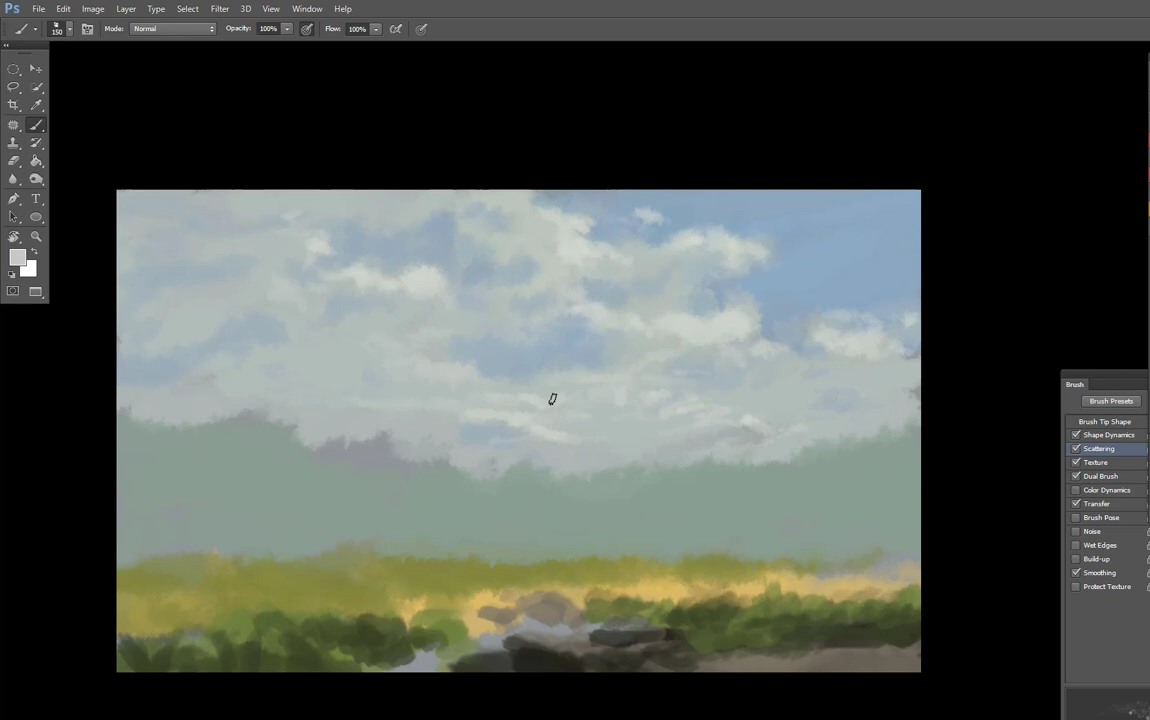 Ps File Edit Image Layer Type Select Filter 3D View Window Help
150 Mode: Normal Opacity: 100% Flow: 100%
T
Brush
Brush Presets
Brush Tip Shape
Shape Dynamics
Scattering
Texture
Dual Brush
Color Dynamics
Transfer
Brush Pose
Noise
Wet Edges
Build-up
Smoothing
Protect Texture